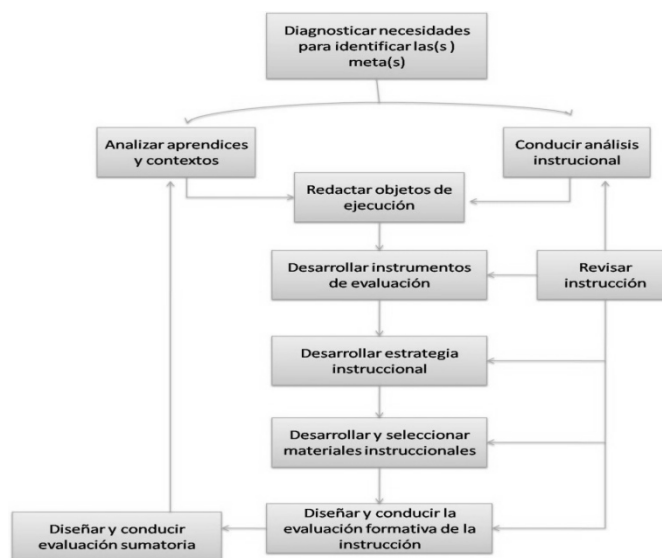 Diagnosticar necesidades
para identificar las(s )
meta(s)
Analizar aprendices
y contextos
Conducir análisis
instrucional
Redactar objetos de
ejecución
Desarrollar instrumentos
de evaluación
Revisar
instrucción
Desarrollar estrategia
instruccional
Desarrollar y seleccionar
materiales instruccionales
Diseñar y conducir
evaluación sumatoria
Diseñar y conducir la
evaluación formativa de la
instrucción